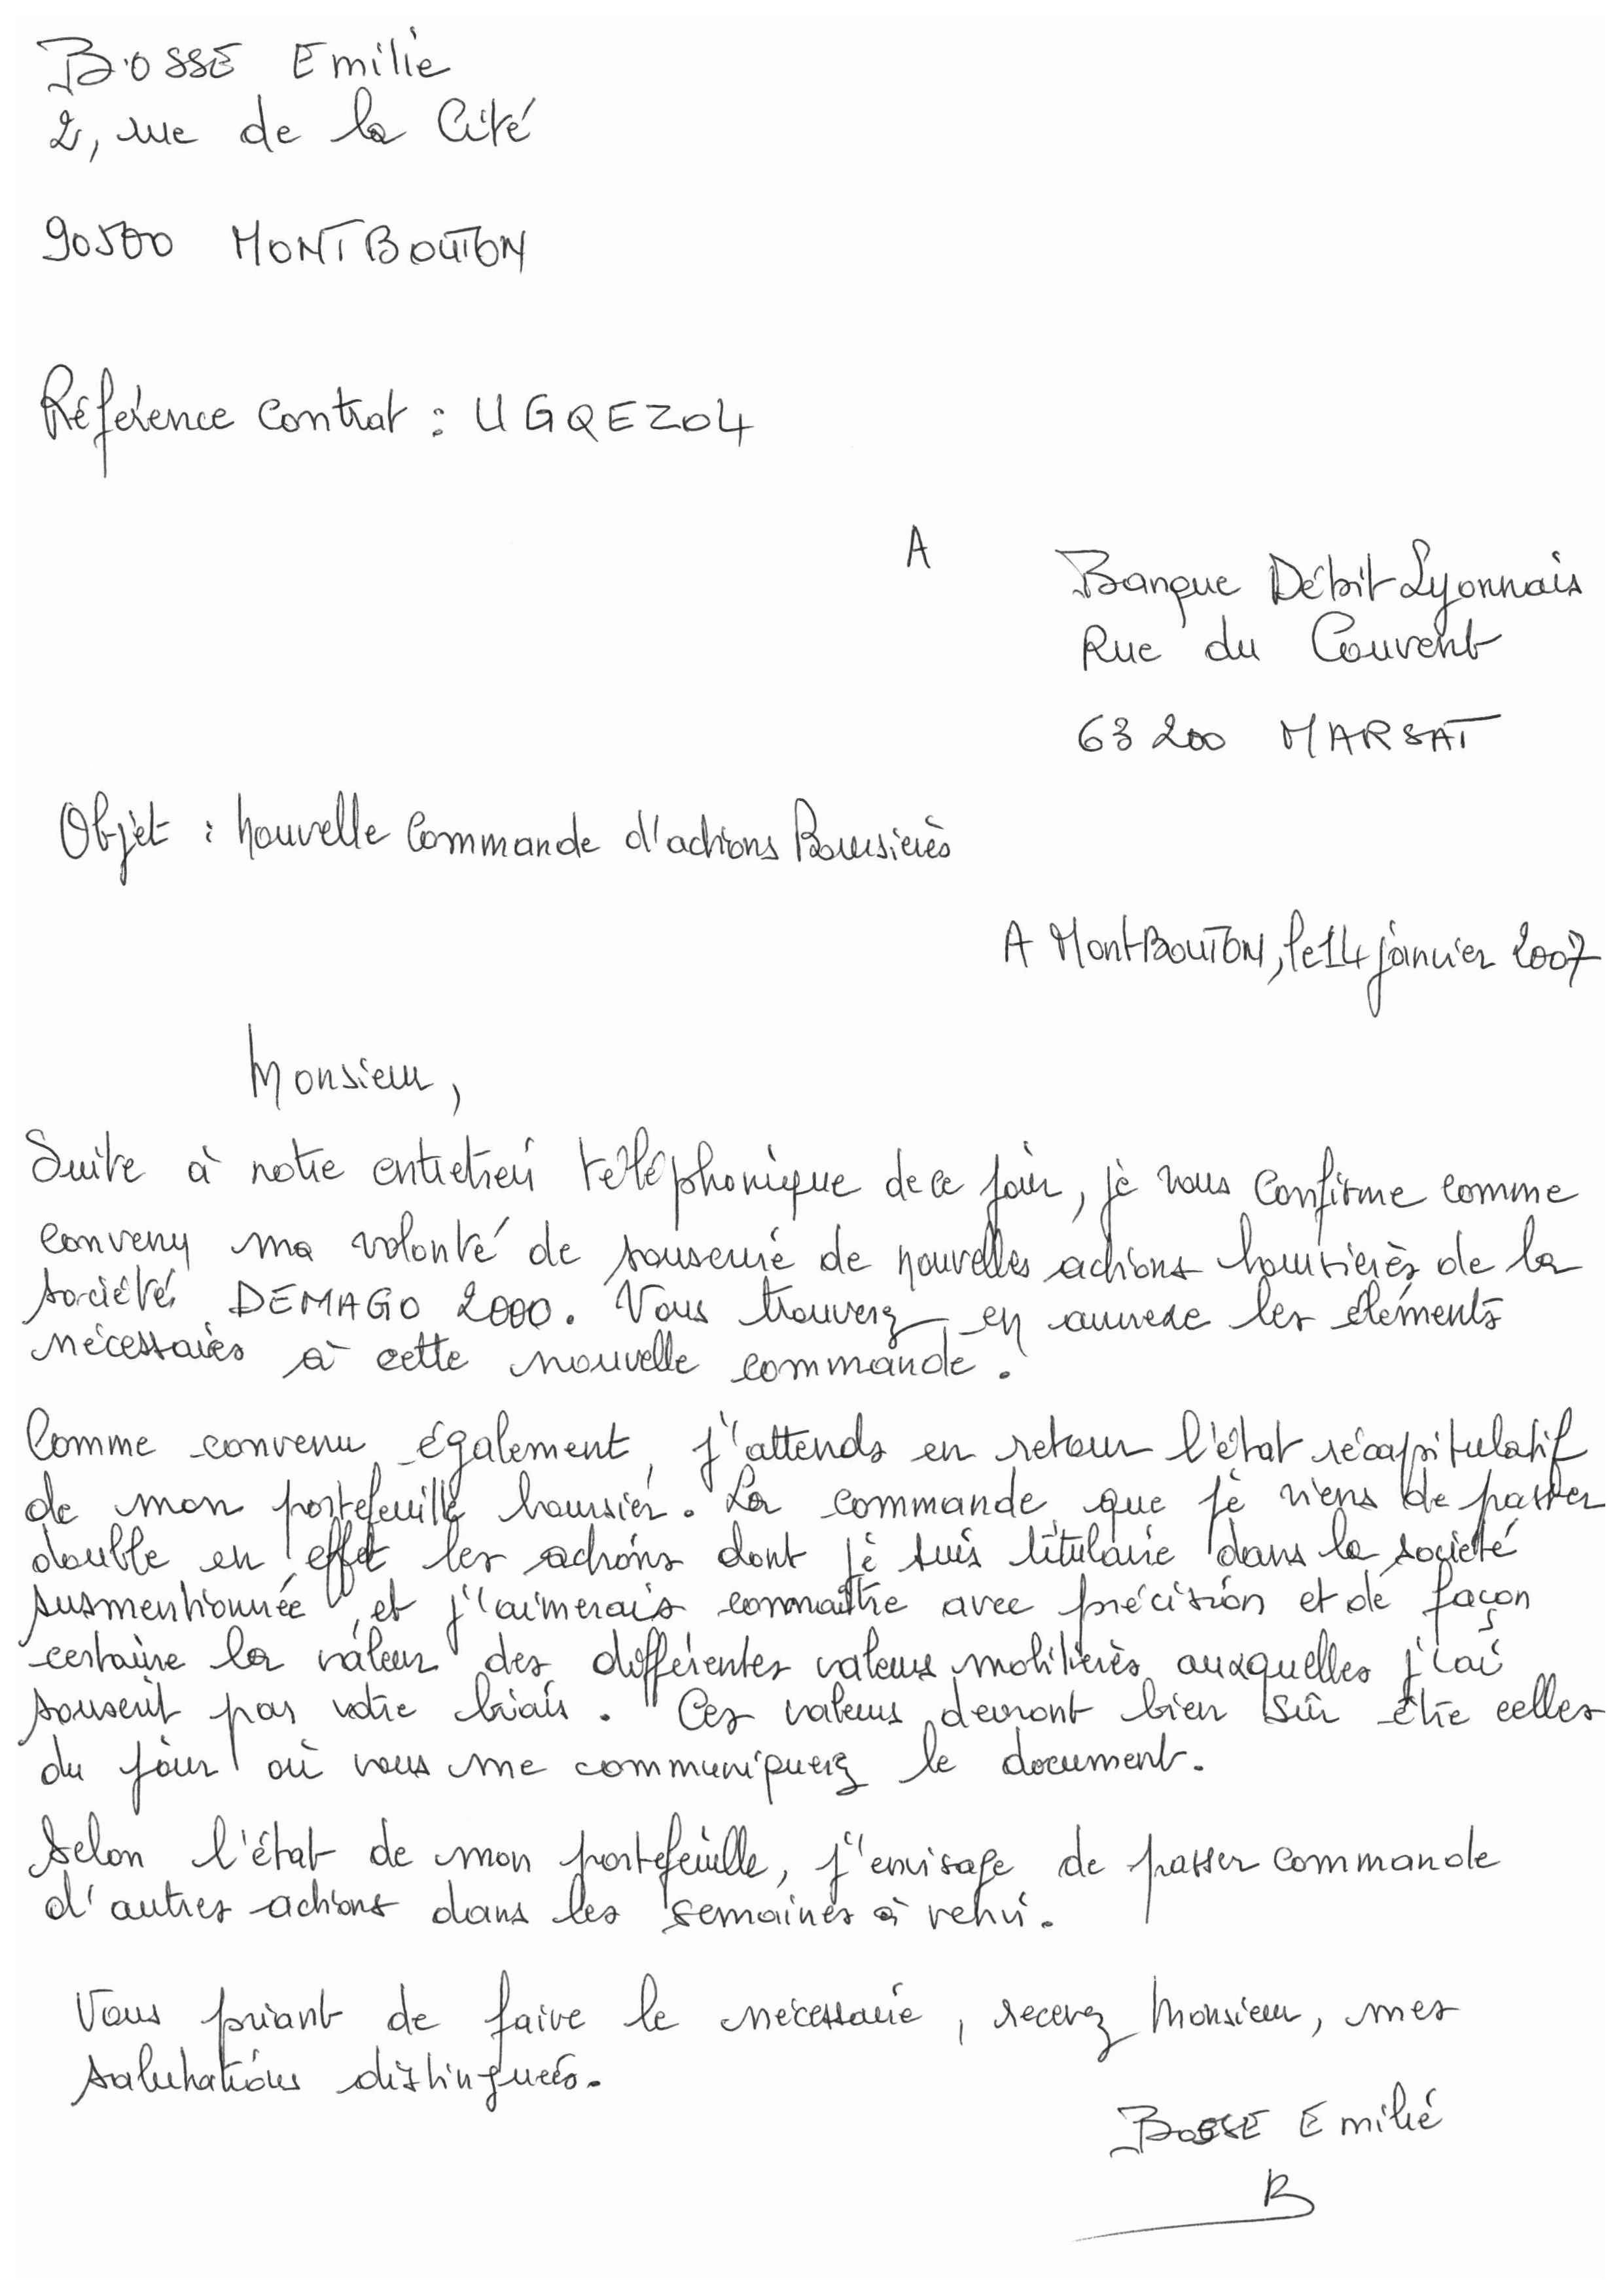 BOSSE Emilie
2, rue de la Cité
90500 MONTBOUTON
Référence contrat : UGQEZ04
A
Banque Débit Lyonnais
Rue du Couvent
63200 MARSAT
Objet : Nouvelle Commande d'actions Boursières
A MontBOUTON, le 14 janvier 2007
Monsieur,
Suite à notre entretien téléphonique de ce jour, je vous confirme comme
convenu ma volonté de souscrire de nouvelles actions boursières de la
société DEMAGO 2000. Vous trouverez en annexe les éléments
nécessaires à cette nouvelle commande.
Comme convenu également, j'attends en retour l'état récapitulatif
de mon portefeuille boursier. La commande que je viens de passer
double en effet les actions dont je suis titulaire dans la société
susmentionnée, et j'aimerais connaître avec précision et de façon
certaine la valeur des différentes valeurs mobilières auxquelles j'ai
souscrit par votre biais. Ces valeurs devront bien sûr être celles
du jour où vous me communiquerez le document.
Selon l'état de mon portefeuille, j'envisage de passer commande
d'autres actions dans les semaines à venir.
Vous priant de faire le nécessaire, recevez Monsieur, mes
salutations distinguées.
BOSSE Emilie
B